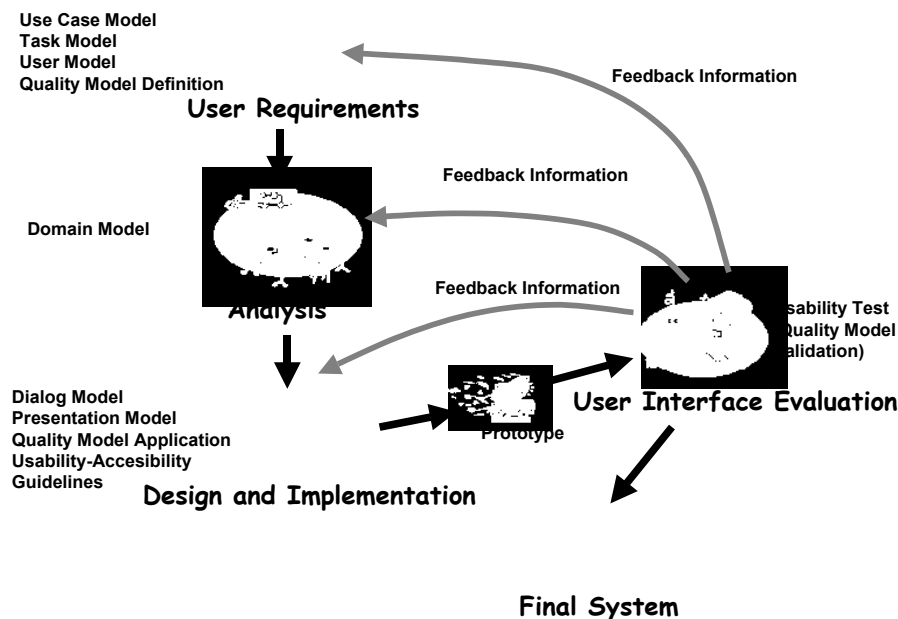 Use Case Model
Task Model
User Model
Quality Model Definition
User Requirements
Feedback Information
Feedback Information
Domain Model
Analysis
Feedback Information
sability Test
Quality Model
alidation)
Dialog Model
Presentation Model
Quality Model Application
Usability-Accesibility
Guidelines
Prototype
User Interface Evaluation
Design and Implementation
Final System